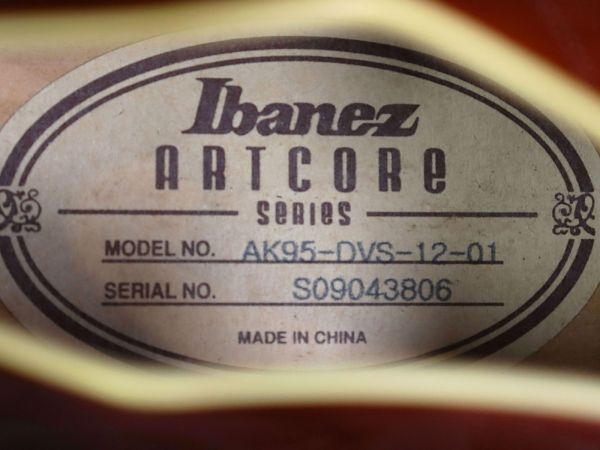 Ibanez
ARTCORE
SERIES
MODEL NO. AK95-DVS-12-01
SERIAL NO. S09043806
MADE IN CHINA